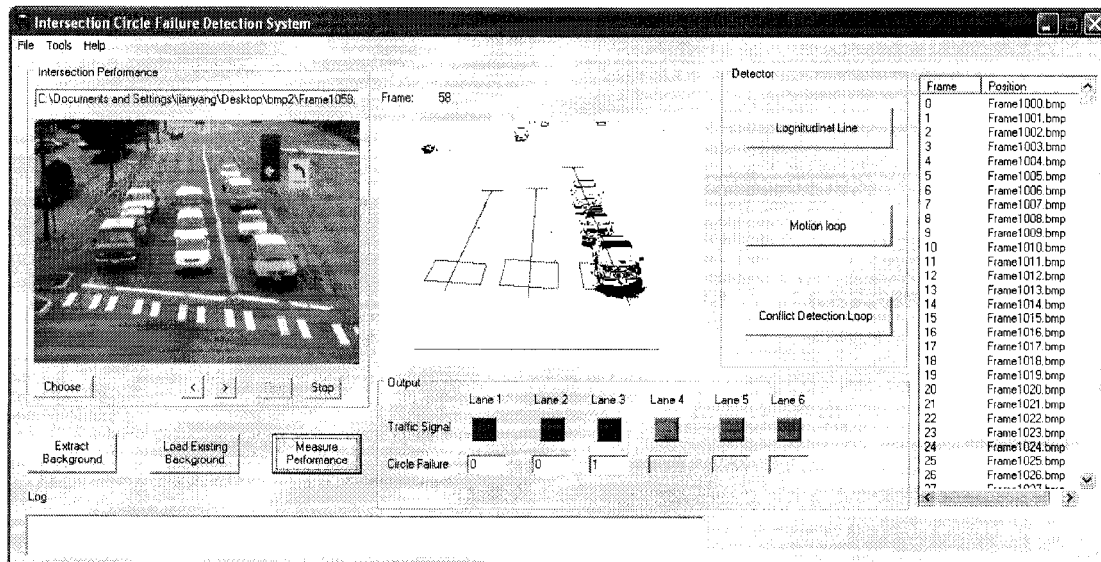 Intersection Circle Failure Detection System
File Tools Help
Intersection Performance
C:\Documents and Settings\jianyang\Desktop\bmp2\Frame1058.
Frame: 58
Detector
Lognitudinal Line
Motion loop
Conflict Detection Loop
Choose < > Stop
Extract Background
Load Existing Background
Measure Performance
Output
Lane 1 Lane 2 Lane 3 Lane 4 Lane 5 Lane 6
Traffic Signal
Circle Failure 0 0 1
Log
Frame Position
0 Frame1000.bmp
1 Frame1001.bmp
2 Frame1002.bmp
3 Frame1003.bmp
4 Frame1004.bmp
5 Frame1005.bmp
6 Frame1006.bmp
7 Frame1007.bmp
8 Frame1008.bmp
9 Frame1009.bmp
10 Frame1010.bmp
11 Frame1011.bmp
12 Frame1012.bmp
13 Frame1013.bmp
14 Frame1014.bmp
15 Frame1015.bmp
16 Frame1016.bmp
17 Frame1017.bmp
18 Frame1018.bmp
19 Frame1019.bmp
20 Frame1020.bmp
21 Frame1021.bmp
22 Frame1022.bmp
23 Frame1023.bmp
24 Frame1024.bmp
25 Frame1025.bmp
26 Frame1026.bmp